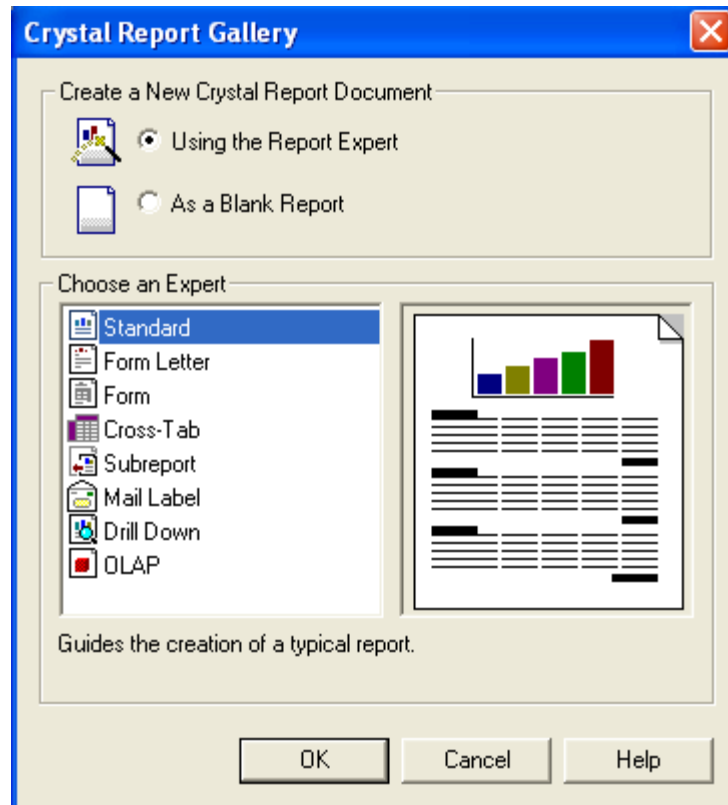 Crystal Report Gallery
Create a New Crystal Report Document
Using the Report Expert
As a Blank Report
Choose an Expert
Standard
Form Letter
Form
Cross-Tab
Subreport
Mail Label
Drill Down
OLAP
Guides the creation of a typical report.
OK Cancel Help